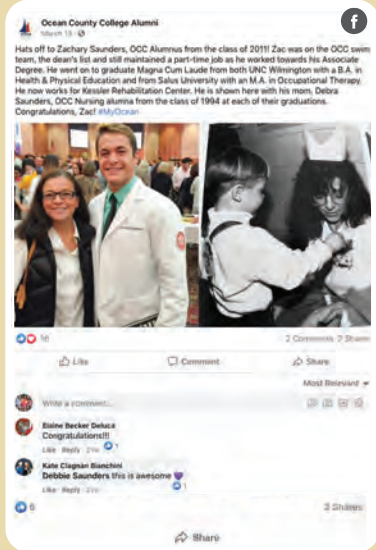 Ocean County College Alumni
March 13 ·
Hats off to Zachary Saunders, OCC Alumnus from the class of 2011! Zac was on the OCC swim
team, the dean's list and still maintained a part-time job as he worked towards his Associate
Degree. He went on to graduate Magna Cum Laude from both UNC Wilmington with a B.A. in
Health & Physical Education and from Salus University with an M.A. in Occupational Therapy.
He now works for Kessler Rehabilitation Center. He is shown here with his mom, Debra
Saunders, OCC Nursing alumna from the class of 1994 at each of their graduations.
Congratulations, Zac! #MyOcean
16 2 Comments 2 Shares
Like Comment Share
Most Relevant
Write a comment...
Elaine Becker Deluca
Congratulations!!!
Like · Reply · 1
Kate Clagnan Bianchini
Debbie Saunders this is awesome 💜
Like · Reply · 1
6 2 Shares
Share